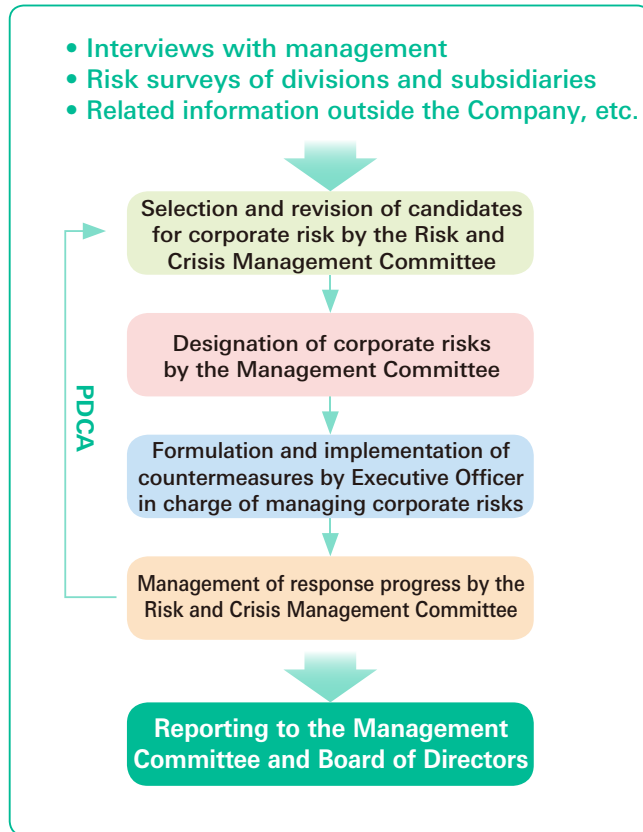 • Interviews with management
• Risk surveys of divisions and subsidiaries
• Related information outside the Company, etc.
Selection and revision of candidates
for corporate risk by the Risk and
Crisis Management Committee
Designation of corporate risks
by the Management Committee
PDCA
Formulation and implementation of
countermeasures by Executive Officer
in charge of managing corporate risks
Management of response progress by the
Risk and Crisis Management Committee
Reporting to the Management
Committee and Board of Directors